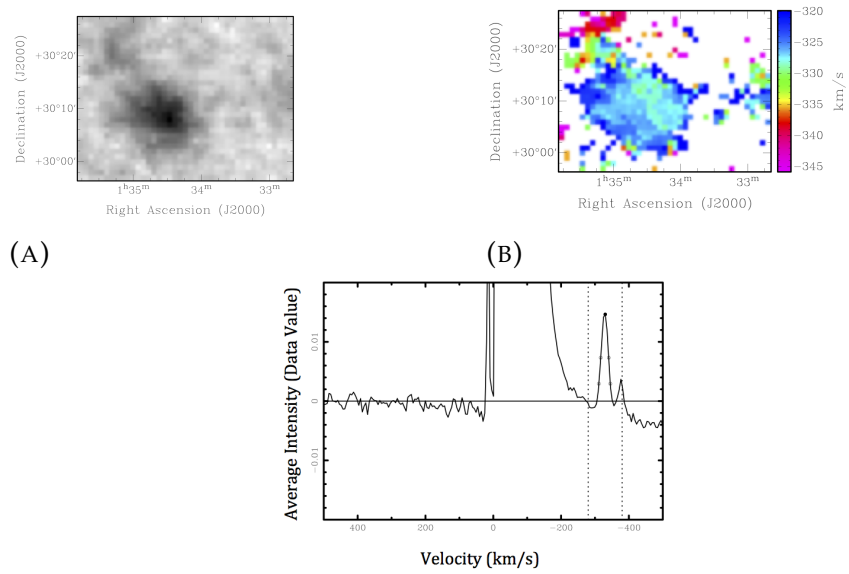 Declination (J2000)
+30°20'
+30°10'
+30°00'
1ʰ35ᵐ 34ᵐ 33ᵐ
Right Ascension (J2000)
Declination (J2000)
+30°20'
+30°10'
+30°00'
1ʰ35ᵐ 34ᵐ 33ᵐ
Right Ascension (J2000)
−320
−325
−330
−335
−340
−345
km/s
(A) (B)
Average Intensity (Data Value)
0.01
0
−0.01
400 200 0 −200 −400
Velocity (km/s)